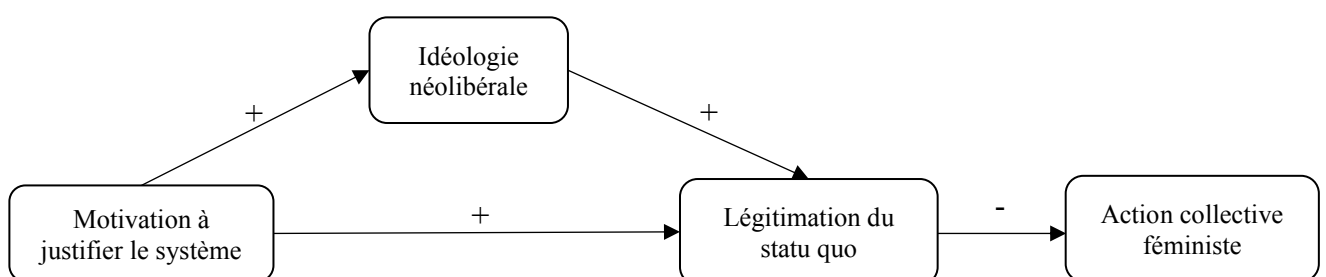 Idéologie
néolibérale
+
+
Motivation à
justifier le système
+
Légitimation du
statu quo
-
Action collective
féministe